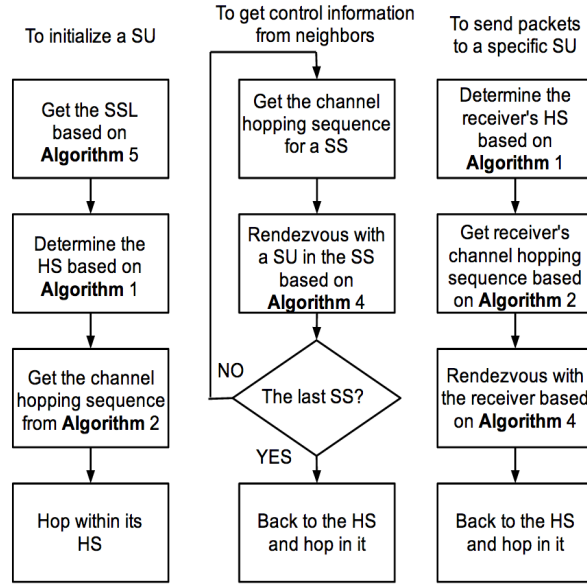 To initialize a SU
Get the SSL
based on
Algorithm 5
Determine the
HS based on
Algorithm 1
Get the channel
hopping sequence
from Algorithm 2
Hop within its
HS
To get control information
from neighbors
Get the channel
hopping sequence
for a SS
Rendezvous with
a SU in the SS
based on
Algorithm 4
NO
The last SS?
YES
Back to the HS
and hop in it
To send packets
to a specific SU
Determine the
receiver's HS
based on
Algorithm 1
Get receiver's
channel hopping
sequence based
on Algorithm 2
Rendezvous with
the receiver based
on Algorithm 4
Back to the HS
and hop in it